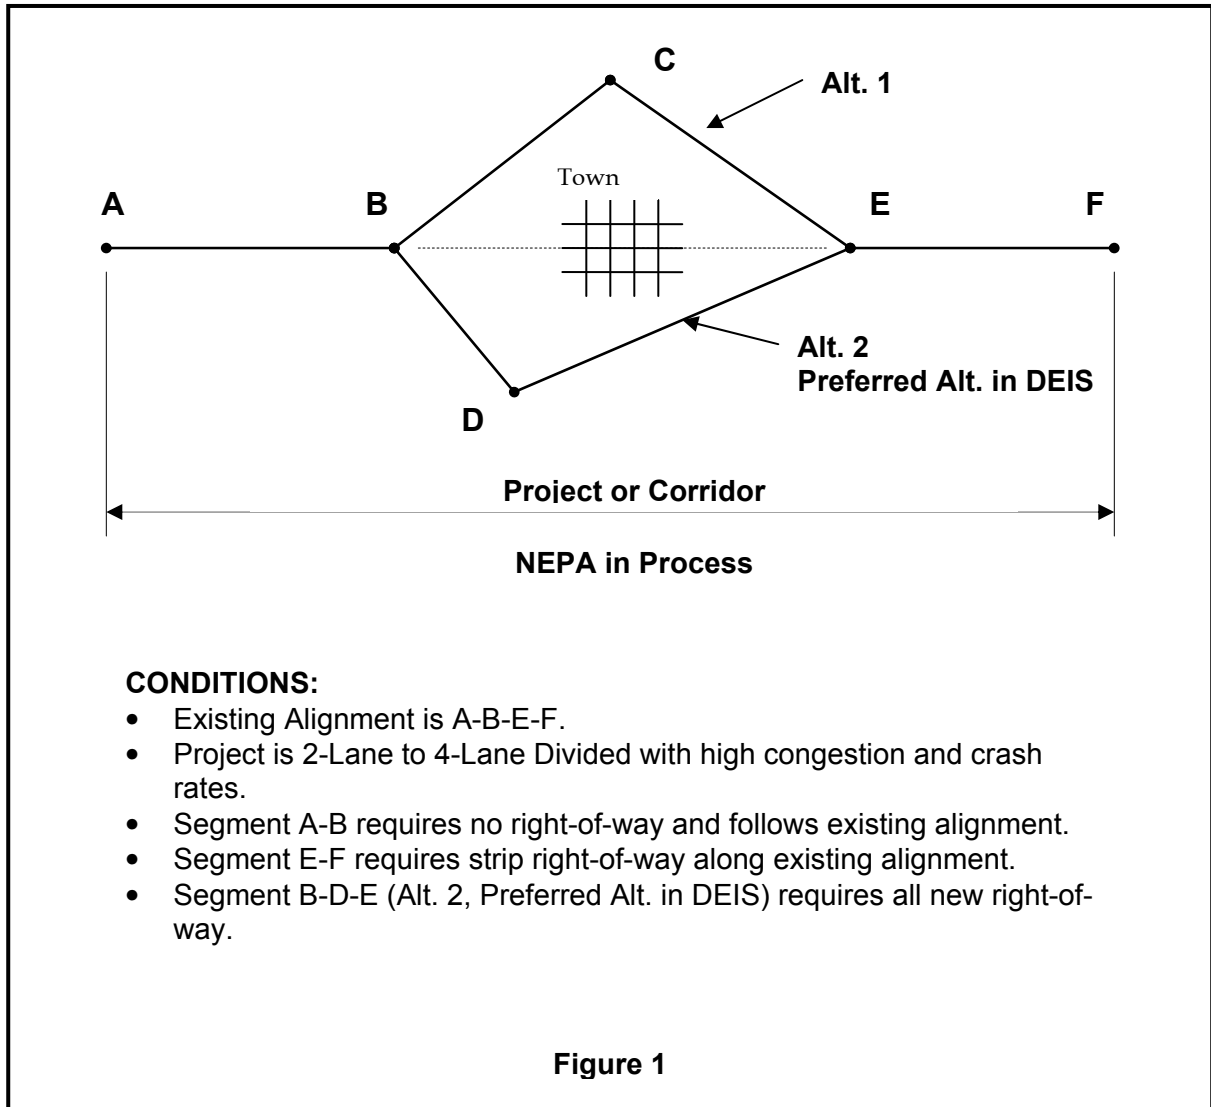 C
Alt. 1
Town
A
B
E
F
Alt. 2
Preferred Alt. in DEIS
D
Project or Corridor
NEPA in Process
CONDITIONS:
• Existing Alignment is A-B-E-F.
• Project is 2-Lane to 4-Lane Divided with high congestion and crash
rates.
• Segment A-B requires no right-of-way and follows existing alignment.
• Segment E-F requires strip right-of-way along existing alignment.
• Segment B-D-E (Alt. 2, Preferred Alt. in DEIS) requires all new right-of-
way.
Figure 1